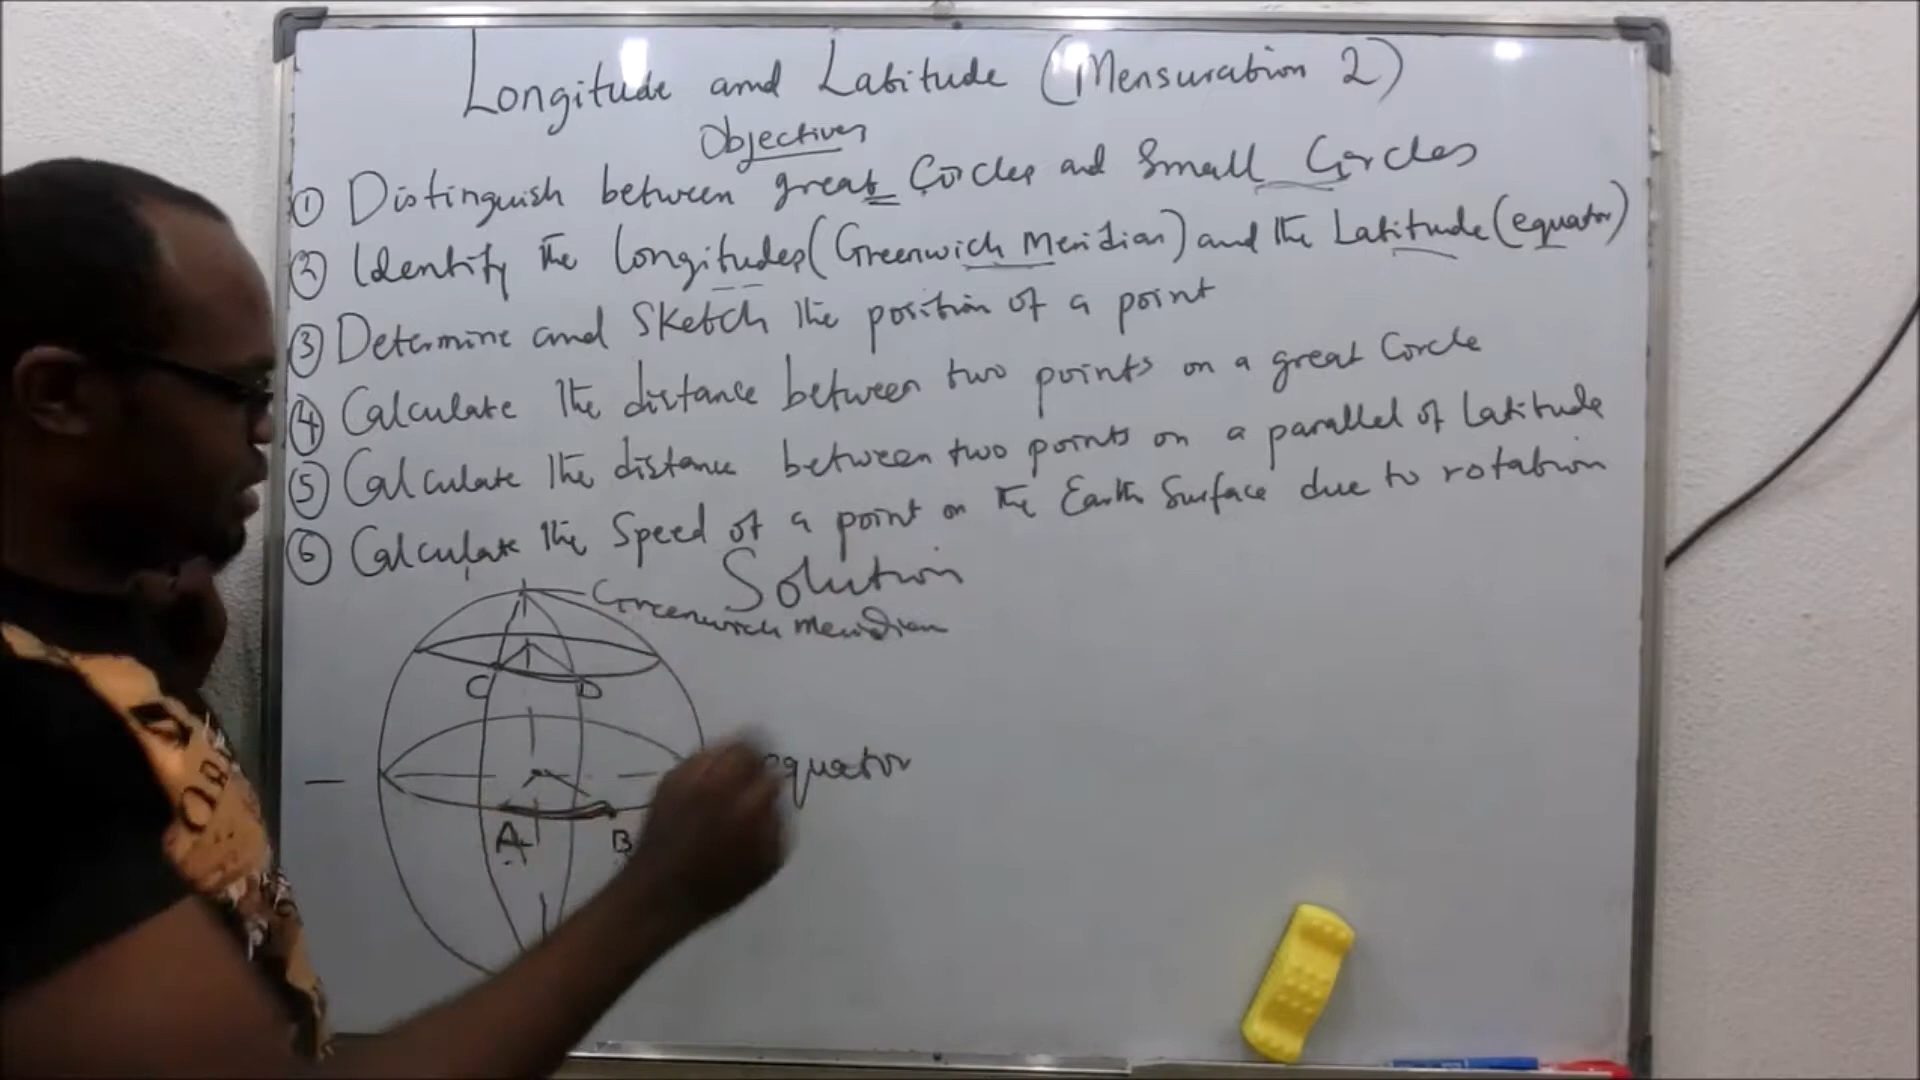 Longitude and Latitude (Mensuration 2)
Objectives
① Distinguish between great Circles and Small Circles
② Identify the Longitudes (Greenwich Meridian) and the Latitude (equator)
③ Determine and Sketch the position of a point
④ Calculate the distance between two points on a great Circle
⑤ Calculate the distance between two points on a parallel of Latitude
⑥ Calculate the Speed of a point on the Earth Surface due to rotation
Solution
Greenwich Meridian
C D
equator
A B